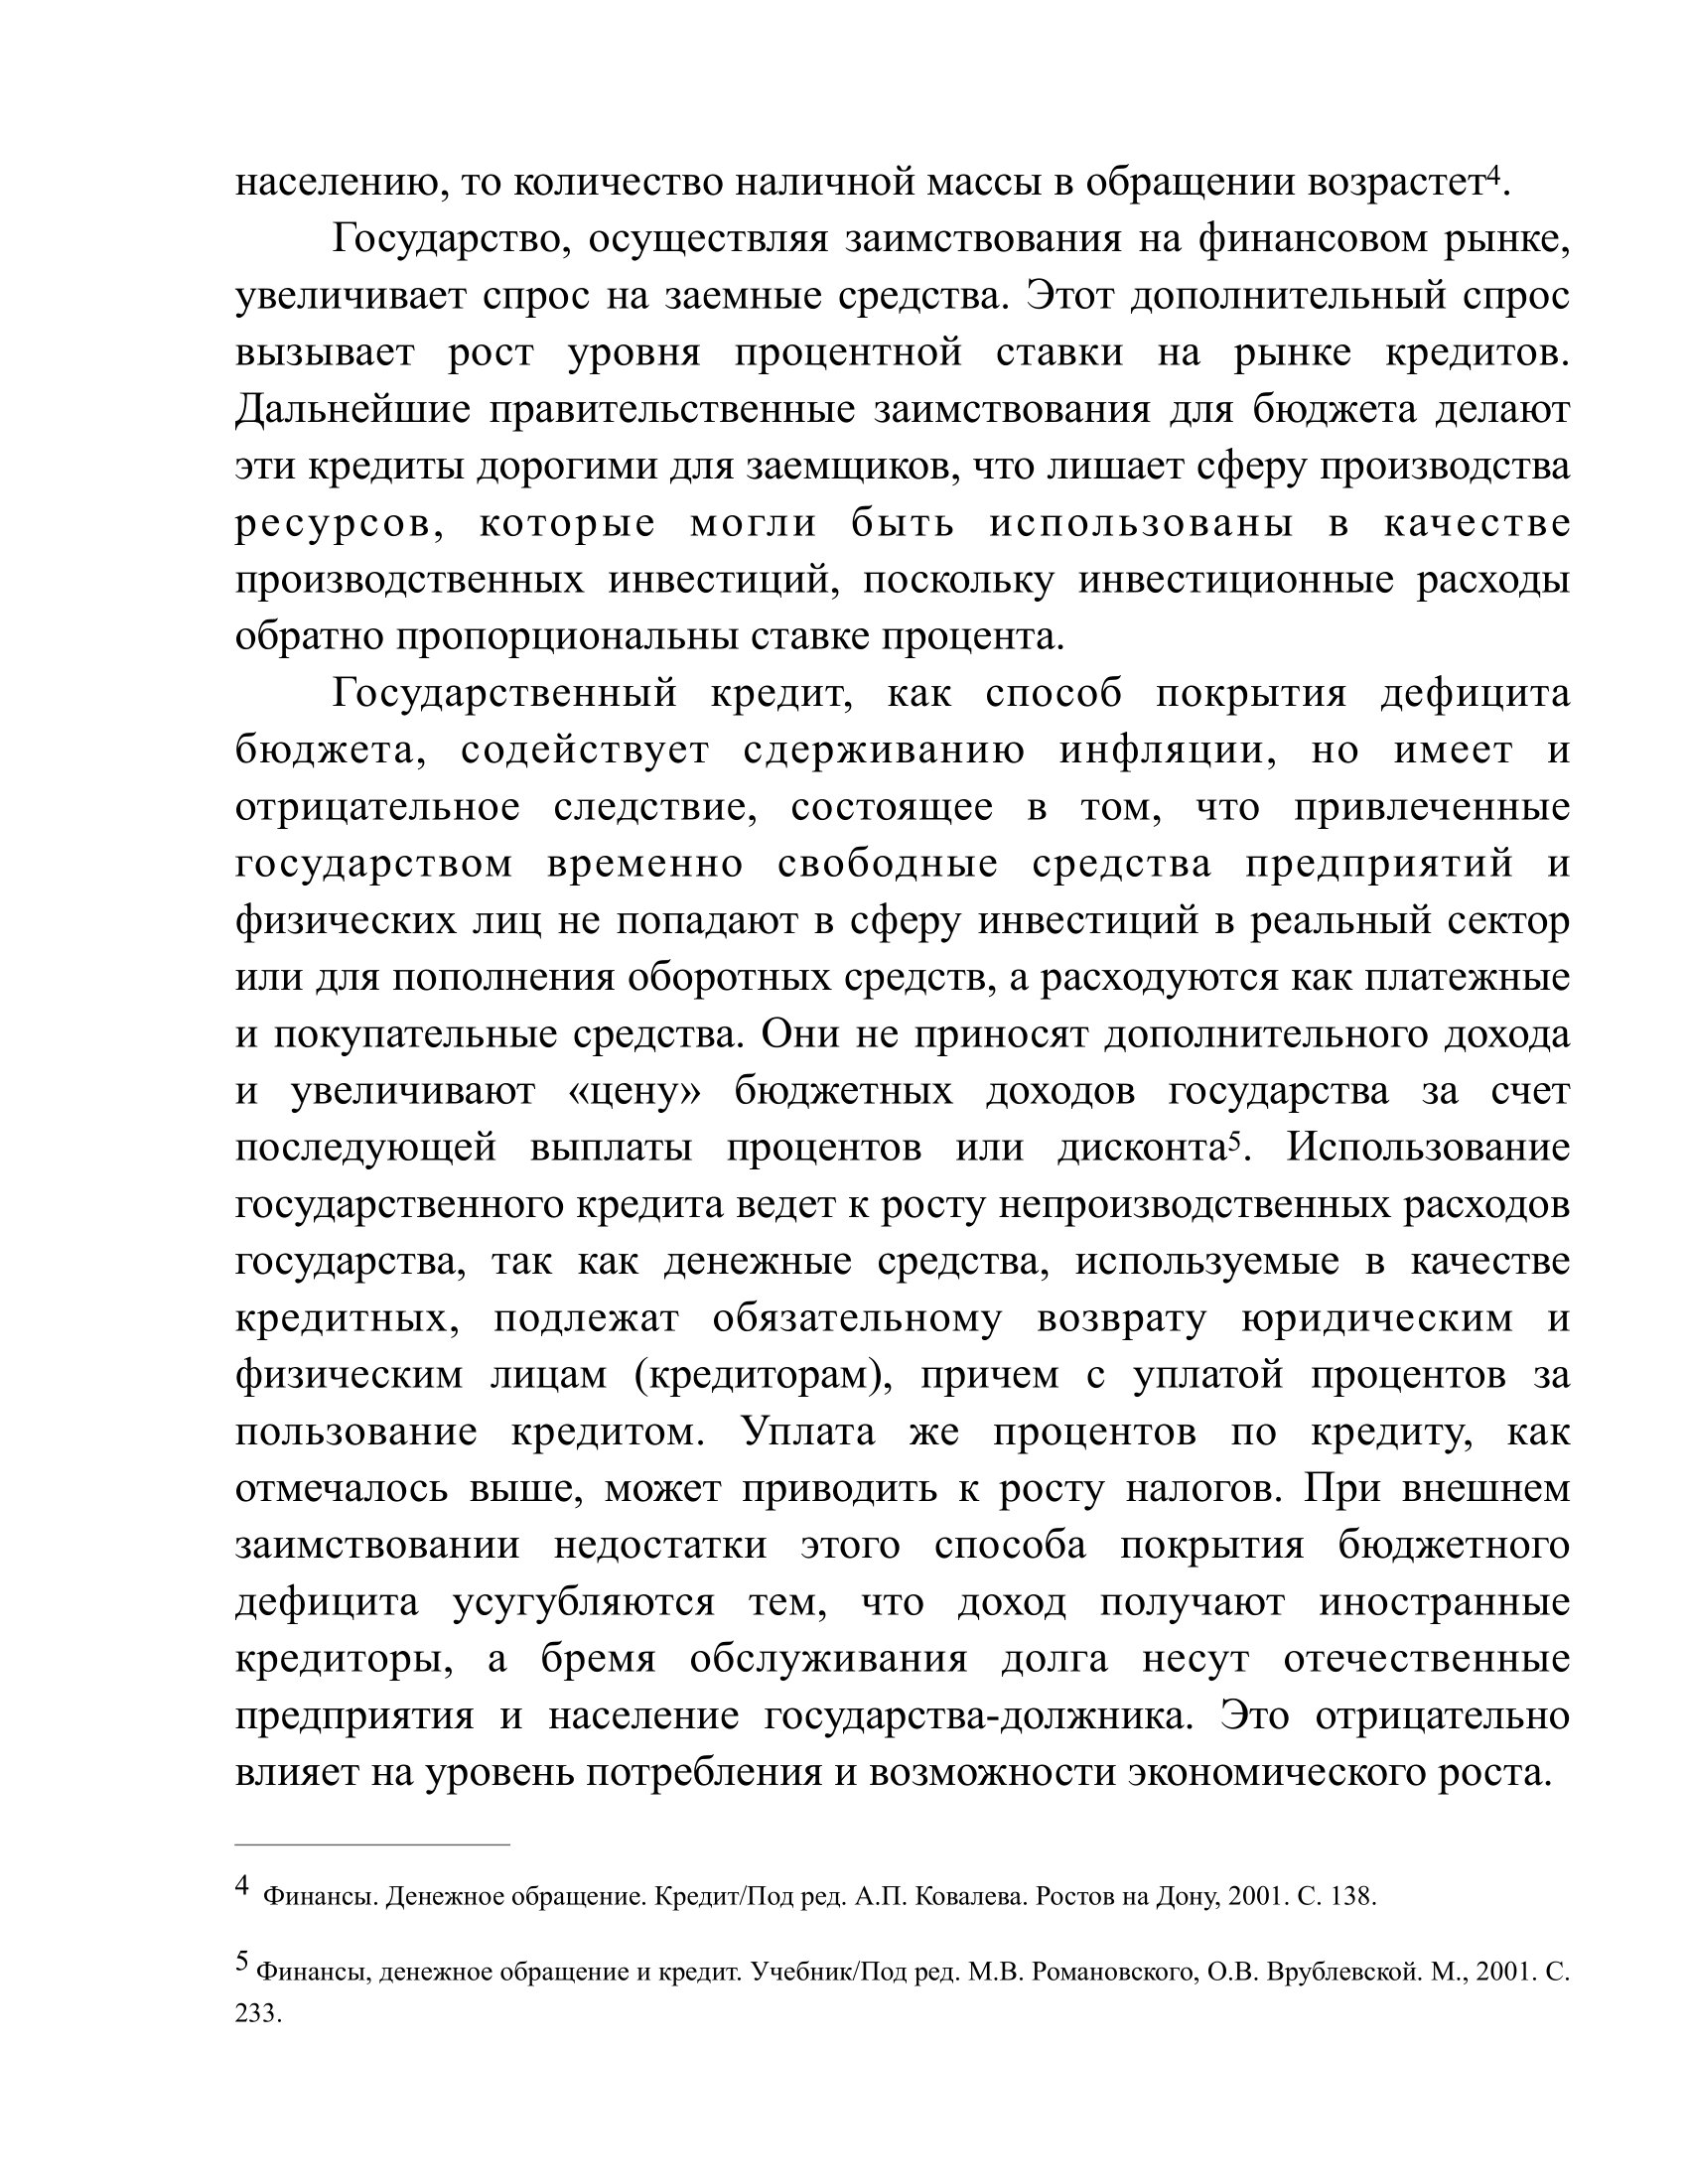 населению, то количество наличной массы в обращении возрастет4.
Государство, осуществляя заимствования на финансовом рынке,
увеличивает спрос на заемные средства. Этот дополнительный спрос
вызывает рост уровня процентной ставки на рынке кредитов.
Дальнейшие правительственные заимствования для бюджета делают
эти кредиты дорогими для заемщиков, что лишает сферу производства
ресурсов, которые могли быть использованы в качестве
производственных инвестиций, поскольку инвестиционные расходы
обратно пропорциональны ставке процента.
Государственный кредит, как способ покрытия дефицита
бюджета, содействует сдерживанию инфляции, но имеет и
отрицательное следствие, состоящее в том, что привлеченные
государством временно свободные средства предприятий и
физических лиц не попадают в сферу инвестиций в реальный сектор
или для пополнения оборотных средств, а расходуются как платежные
и покупательные средства. Они не приносят дополнительного дохода
и увеличивают «цену» бюджетных доходов государства за счет
последующей выплаты процентов или дисконта5. Использование
государственного кредита ведет к росту непроизводственных расходов
государства, так как денежные средства, используемые в качестве
кредитных, подлежат обязательному возврату юридическим и
физическим лицам (кредиторам), причем с уплатой процентов за
пользование кредитом. Уплата же процентов по кредиту, как
отмечалось выше, может приводить к росту налогов. При внешнем
заимствовании недостатки этого способа покрытия бюджетного
дефицита усугубляются тем, что доход получают иностранные
кредиторы, а бремя обслуживания долга несут отечественные
предприятия и население государства-должника. Это отрицательно
влияет на уровень потребления и возможности экономического роста.
4 Финансы. Денежное обращение. Кредит/Под ред. А.П. Ковалева. Ростов на Дону, 2001. С. 138.
5 Финансы, денежное обращение и кредит. Учебник/Под ред. М.В. Романовского, О.В. Врублевской. М., 2001. С.
233.